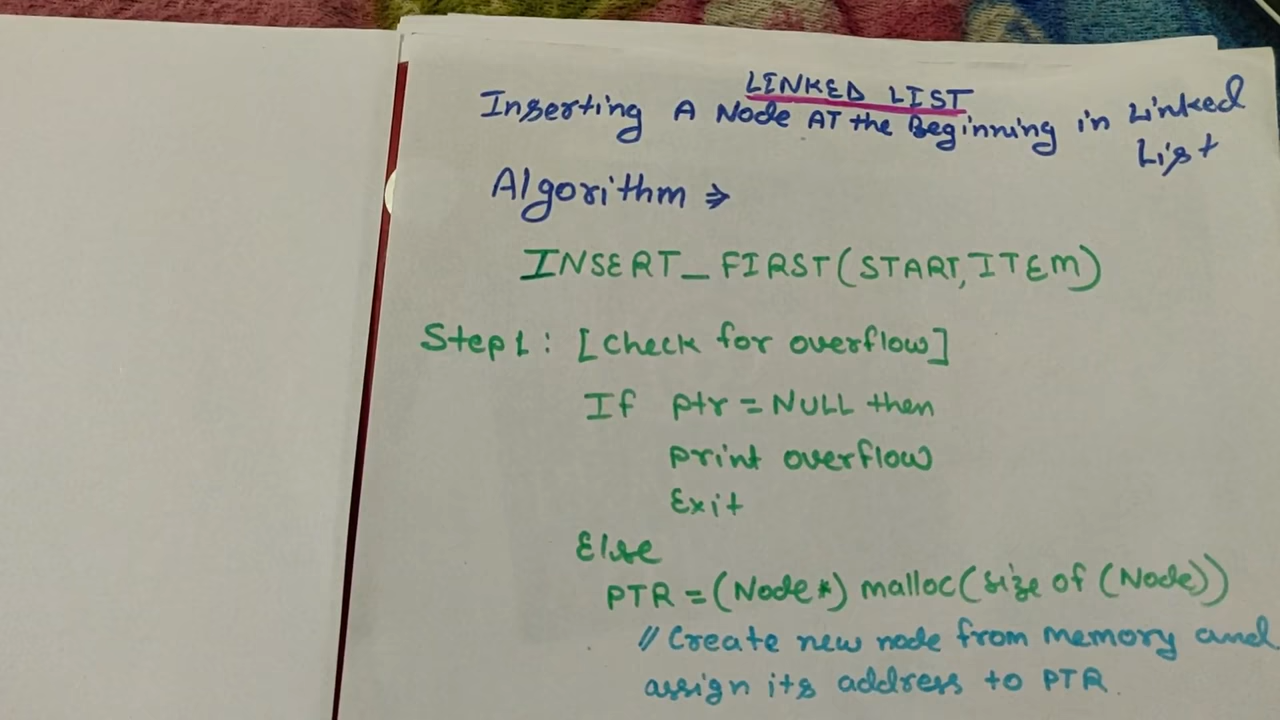 LINKED LIST
Inserting A Node AT the Beginning in Linked
List
Algorithm ⇒
INSERT_FIRST(START,ITEM)
Step1: [Check for overflow]
If ptr = NULL then
print overflow
Exit
Else
PTR = (Node*) malloc(size of (Node))
// Create new node from memory and
assign its address to PTR.